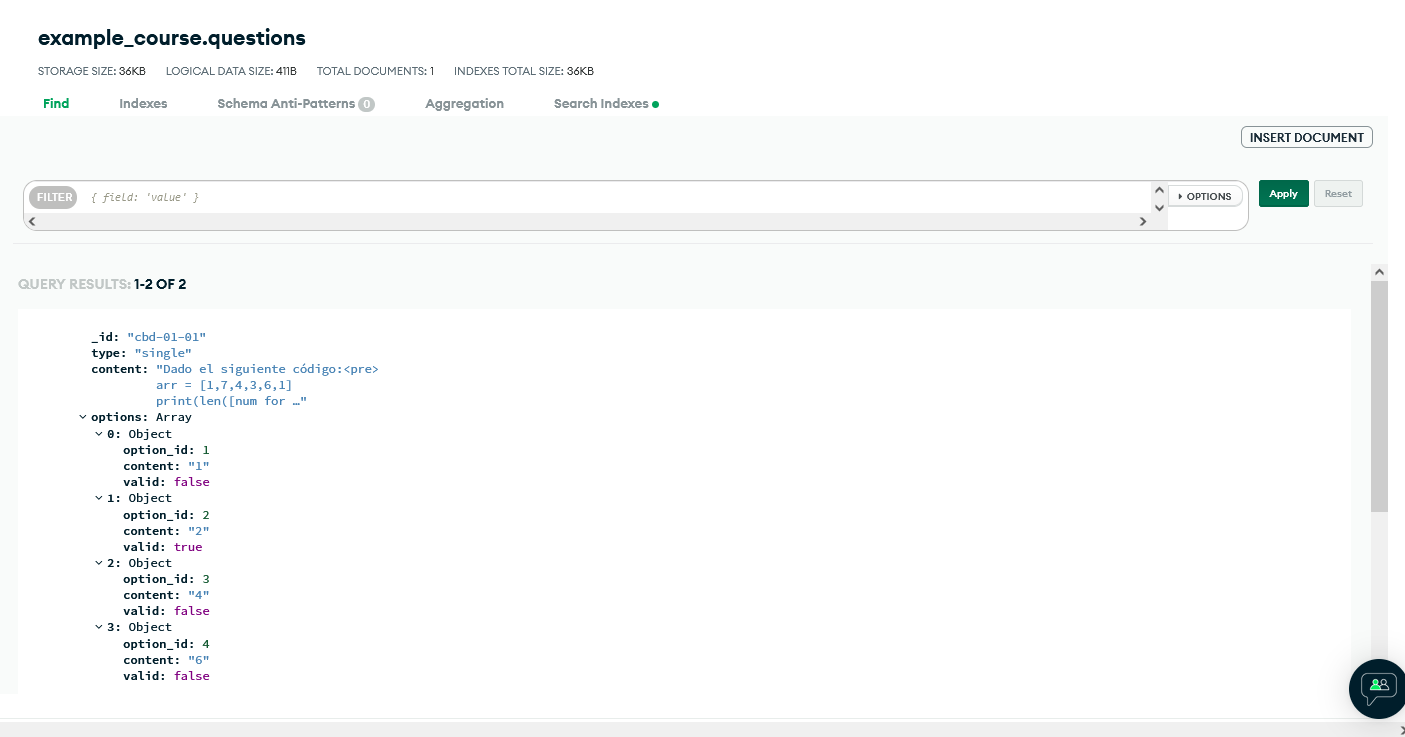 example_course.questions
STORAGE SIZE: 36KB LOGICAL DATA SIZE: 411B TOTAL DOCUMENTS: 1 INDEXES TOTAL SIZE: 36KB
Find Indexes Schema Anti-Patterns 0 Aggregation Search Indexes
INSERT DOCUMENT
FILTER { field: 'value' } OPTIONS Apply Reset
QUERY RESULTS: 1-2 OF 2
_id: "cbd-01-01"
type: "single"
content: "Dado el siguiente código:<pre>
arr = [1,7,4,3,6,1]
print(len([num for …"
options: Array
0: Object
option_id: 1
content: "1"
valid: false
1: Object
option_id: 2
content: "2"
valid: true
2: Object
option_id: 3
content: "4"
valid: false
3: Object
option_id: 4
content: "6"
valid: false